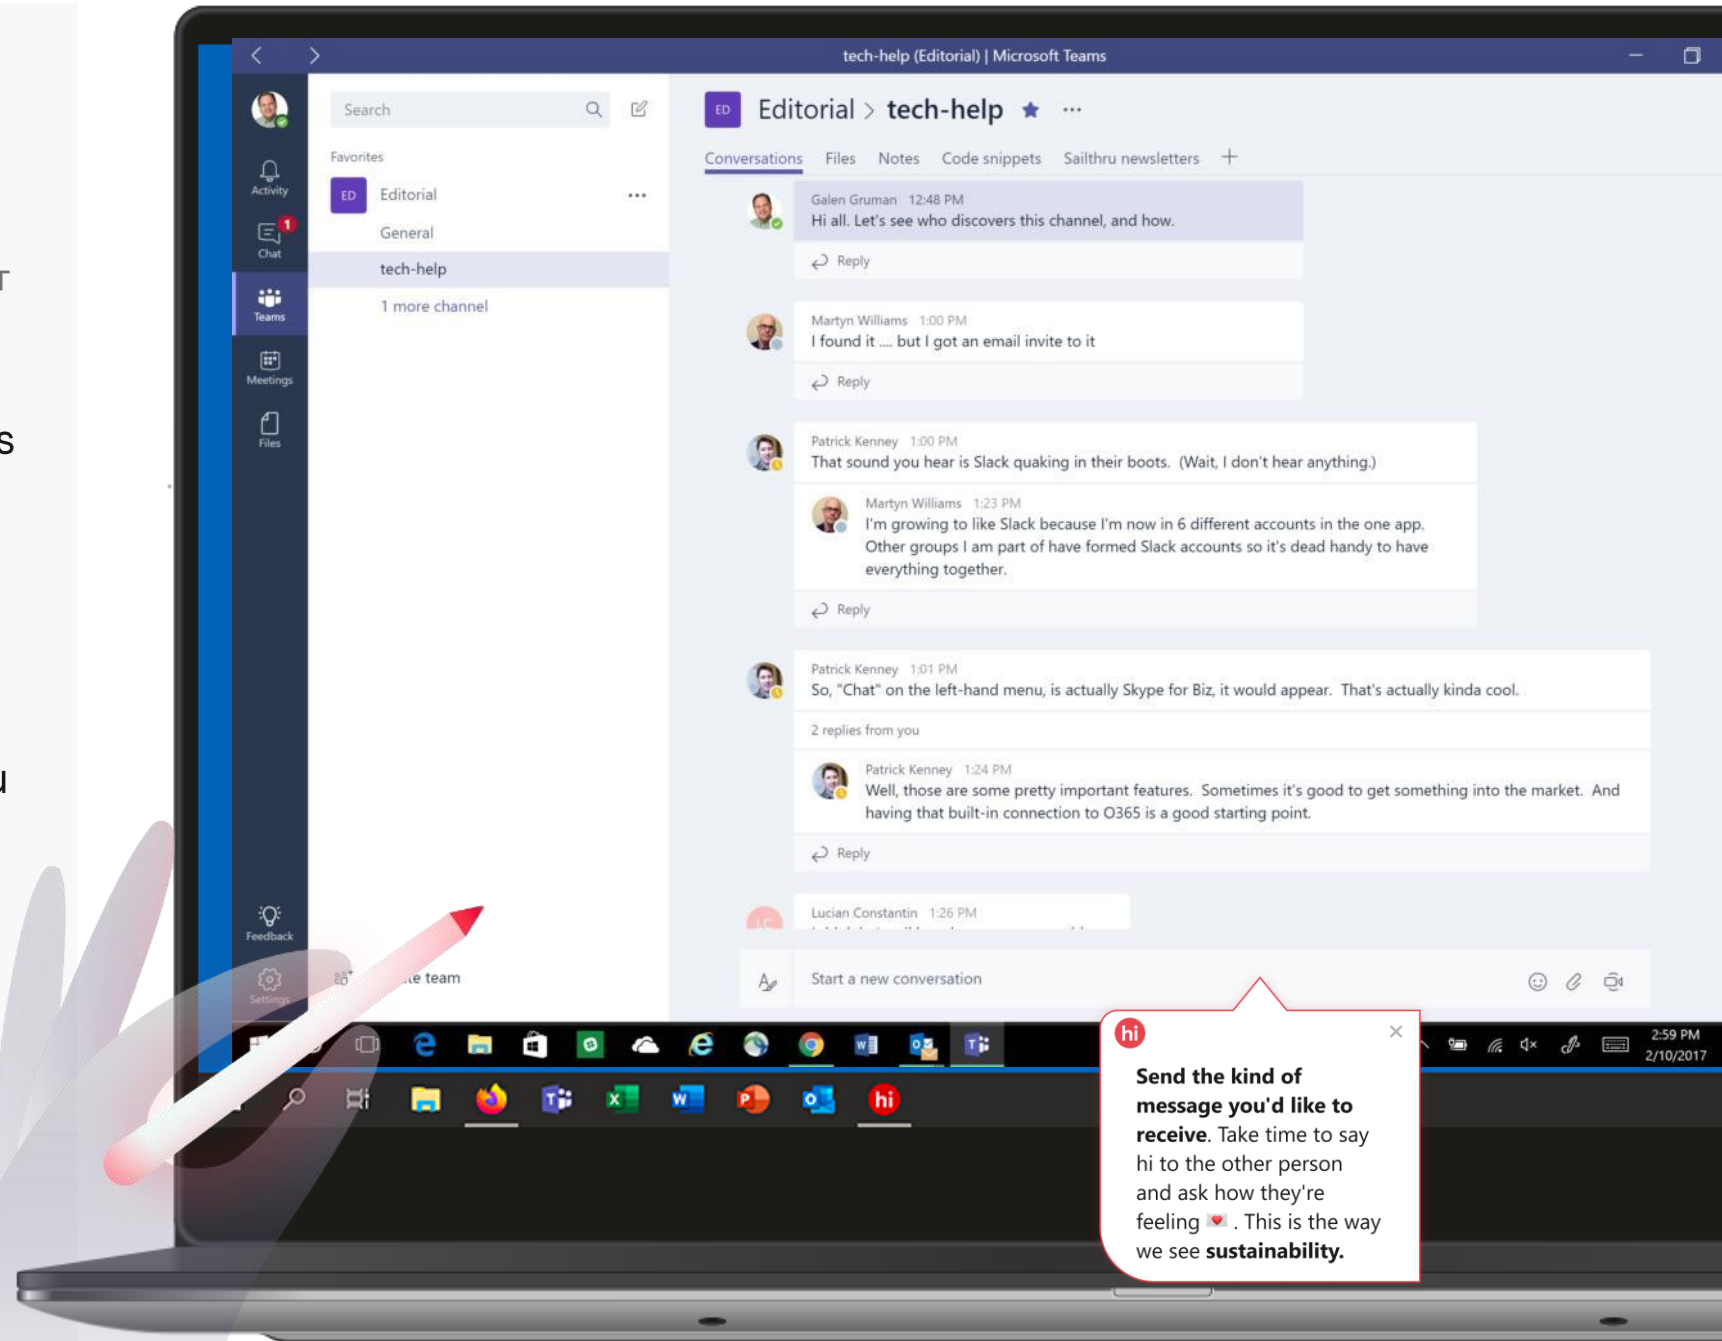 tech-help (Editorial) | Microsoft Teams
Search
Favorites
ED Editorial
General
tech-help
1 more channel
Activity
1
Chat
Teams
Meetings
Files
Feedback
Settings
te team
ED Editorial > tech-help
Conversations Files Notes Code snippets Sailthru newsletters
Galen Gruman 12:48 PM
Hi all. Let's see who discovers this channel, and how.
Reply
Martyn Williams 1:00 PM
I found it .... but I got an email invite to it
Reply
Patrick Kenney 1:00 PM
That sound you hear is Slack quaking in their boots. (Wait, I don't hear anything.)
Martyn Williams 1:23 PM
I'm growing to like Slack because I'm now in 6 different accounts in the one app.
Other groups I am part of have formed Slack accounts so it's dead handy to have
everything together.
Reply
Patrick Kenney 1:01 PM
So, "Chat" on the left-hand menu, is actually Skype for Biz, it would appear. That's actually kinda cool.
2 replies from you
Patrick Kenney 1:24 PM
Well, those are some pretty important features. Sometimes it's good to get something into the market. And
having that built-in connection to O365 is a good starting point.
Reply
Lucian Constantin 1:26 PM
Start a new conversation
2:59 PM
2/10/2017
hi
hi
Send the kind of
message you'd like to
receive. Take time to say
hi to the other person
and ask how they're
feeling 💌 . This is the way
we see sustainability.